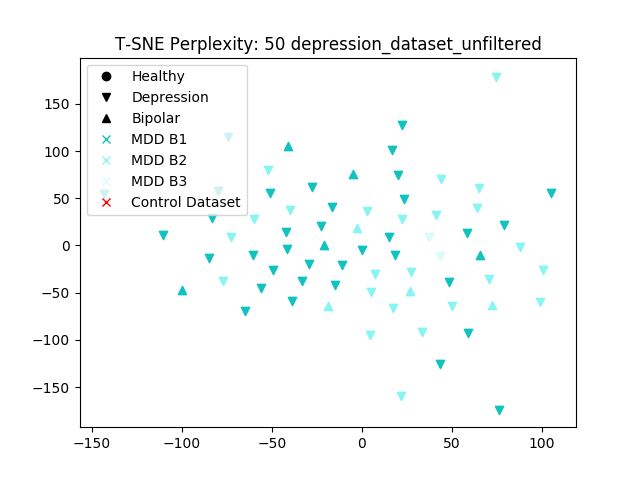 T-SNE Perplexity: 50 depression_dataset_unfiltered
Healthy
Depression
Bipolar
MDD B1
MDD B2
MDD B3
Control Dataset
150
100
50
0
−50
−100
−150
−150
−100
−50
0
50
100